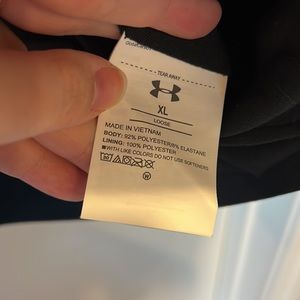 TEAR AWAY
XL
LOOSE
MADE IN VIETNAM
BODY: 92% POLYESTER/8% ELASTANE
LINING: 100% POLYESTER
■WITH LIKE COLORS DO NOT USE SOFTENERS
30
W